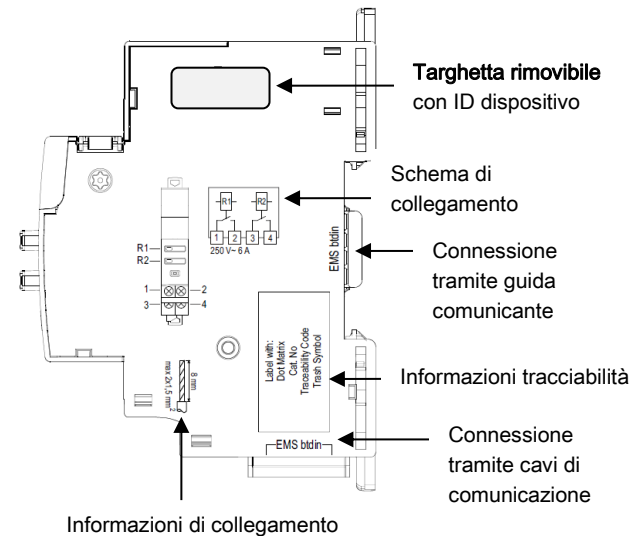 Targhetta rimovibile
con ID dispositivo
Schema di
collegamento
R1 R2
1 2 3 4
250 V~ 6 A
EMS btdin
Connessione
tramite guida
comunicante
R1
R2
1 2
3 4
Label with:
Dot Matrix
Cat. No
Traceability Code
Trash Symbol
Informazioni tracciabilità
8 mm
max 2x1,5 mm²
EMS btdin
Connessione
tramite cavi di
comunicazione
Informazioni di collegamento